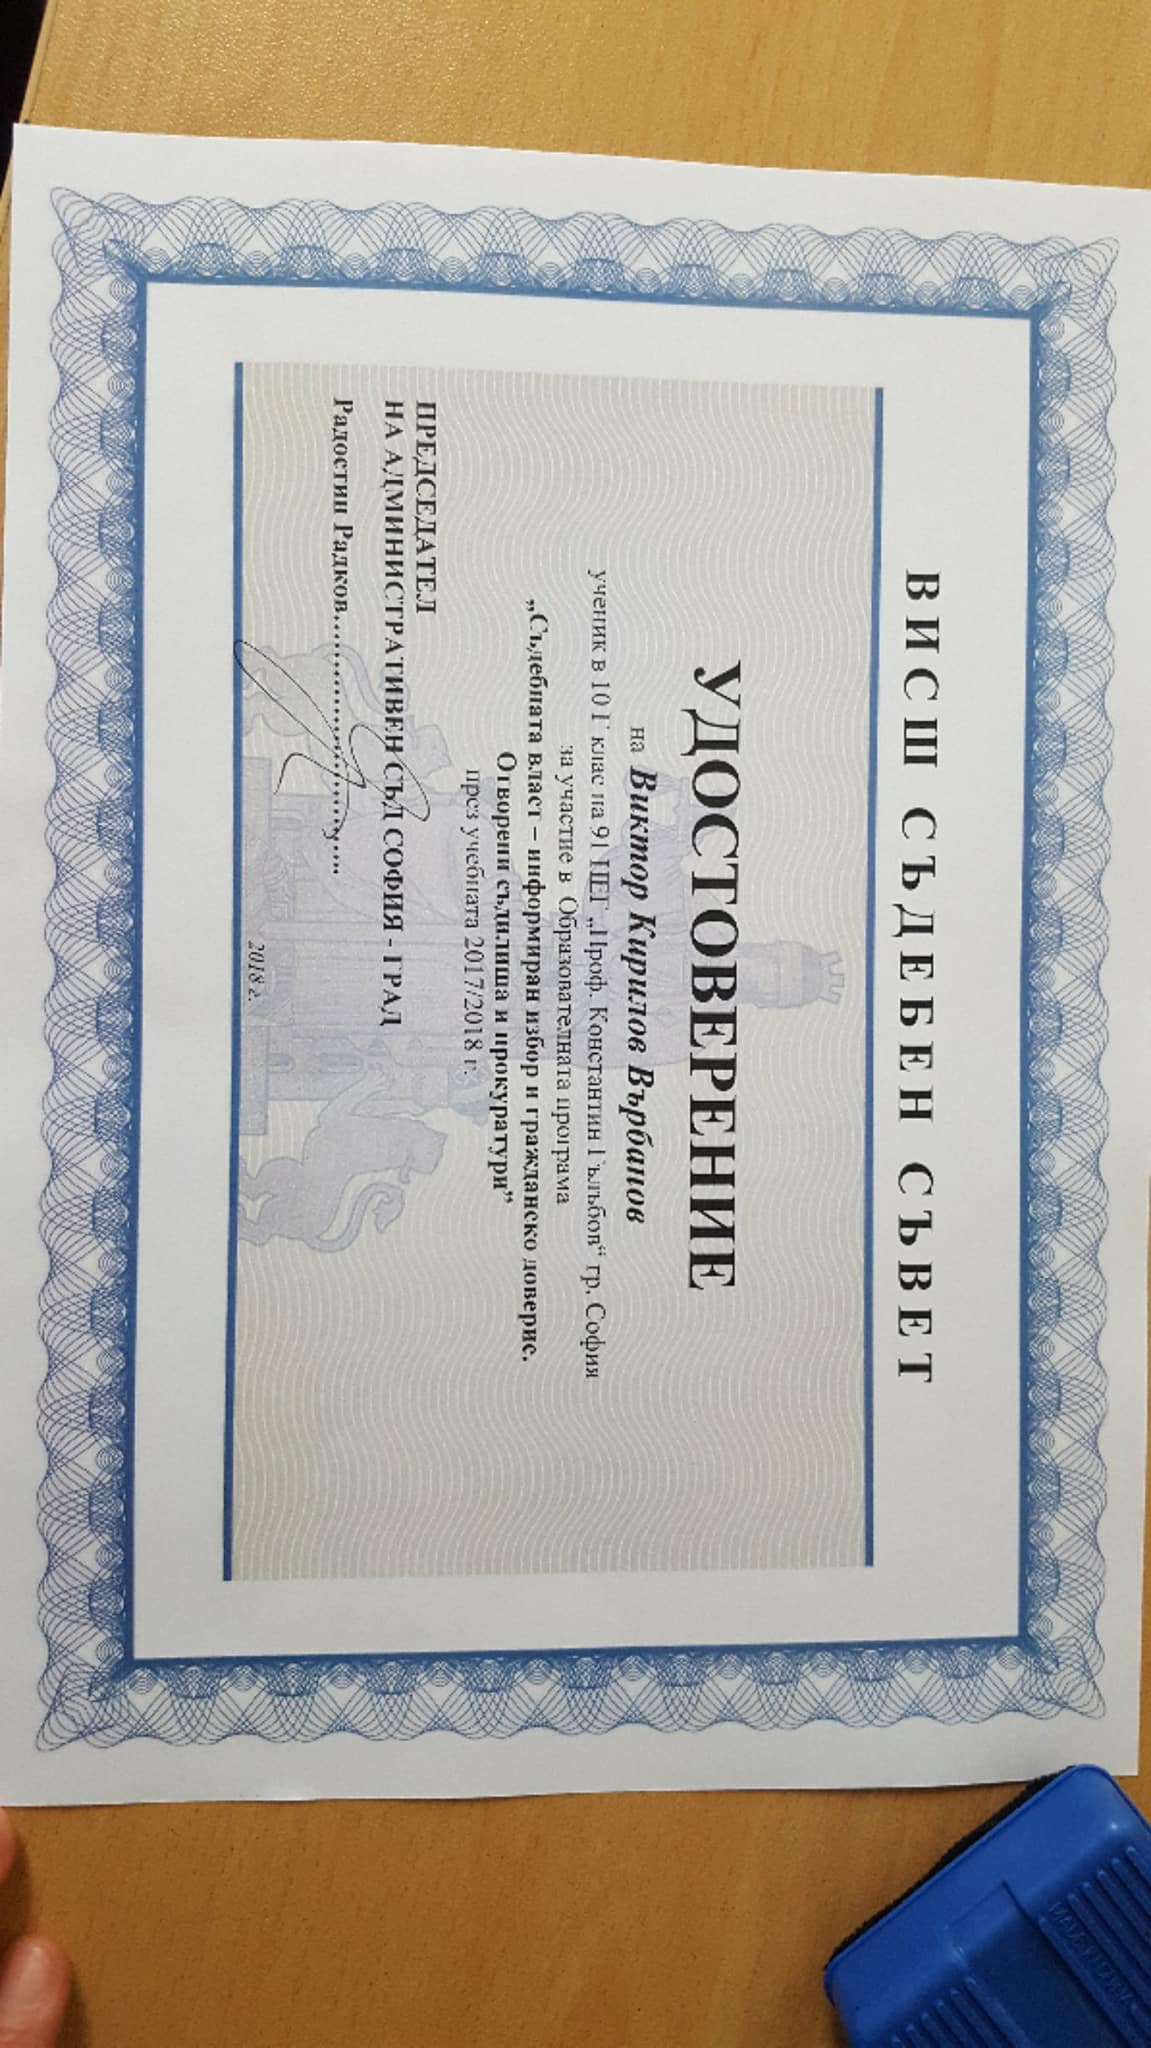 ВИСШ СЪДЕБЕН СЪВЕТ
УДОСТОВЕРЕНИЕ
на Виктор Кирилов Върбанов
ученик в 10 Г клас на 91 НЕГ „Проф. Константин Гълъбов“ гр. София
за участие в Образователната програма
„Съдебната власт – информиран избор и гражданско доверие.
Отворени съдилища и прокуратури”
през учебната 2017/2018 г.
ПРЕДСЕДАТЕЛ
НА АДМИНИСТРАТИВЕН СЪД СОФИЯ - ГРАД
Радостин Радков....................................
2018 г.